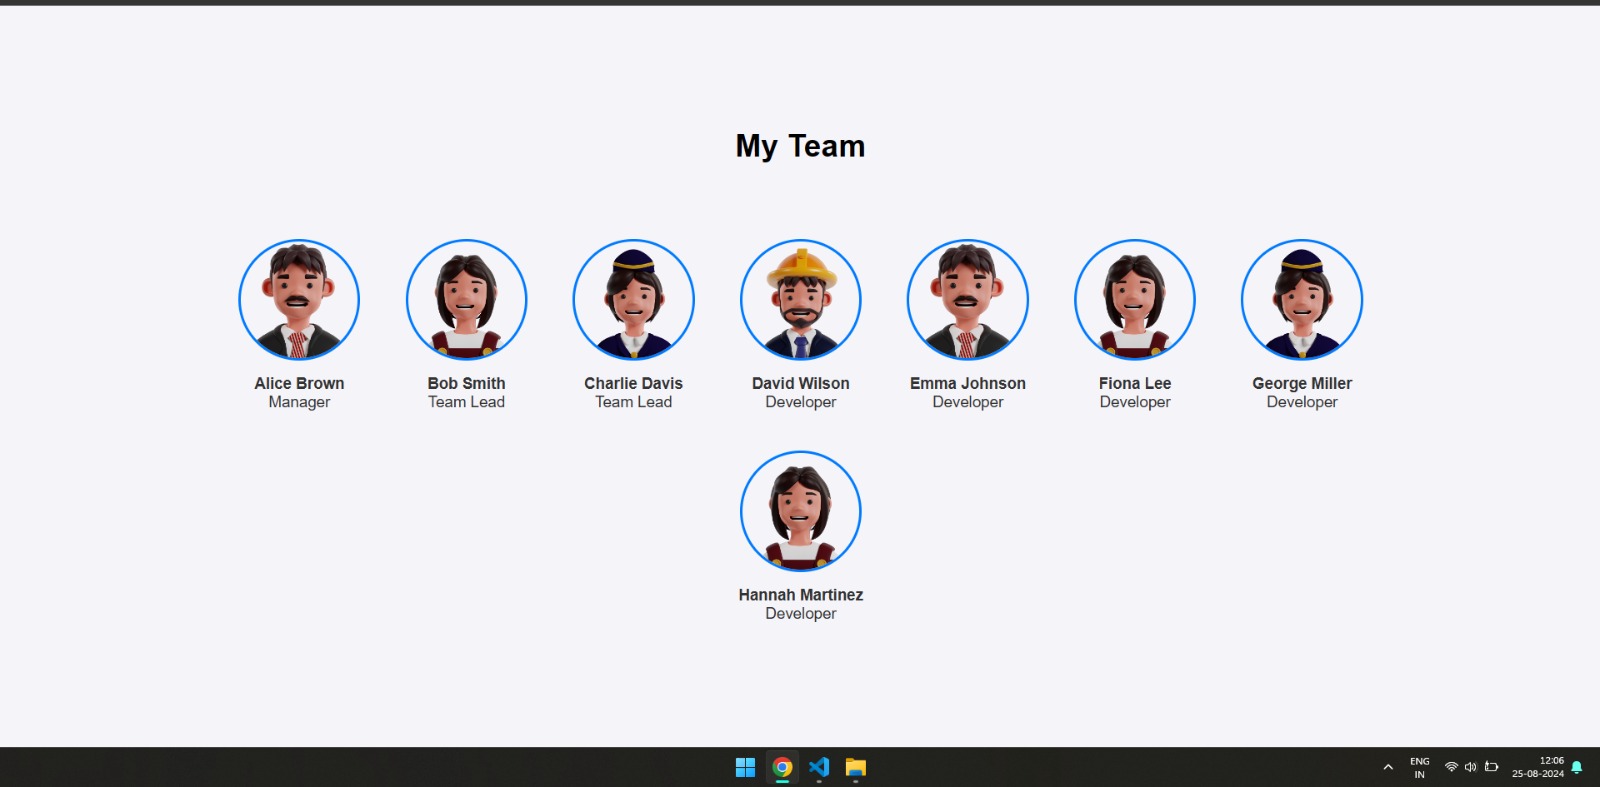 My Team
Alice Brown
Manager
Bob Smith
Team Lead
Charlie Davis
Team Lead
David Wilson
Developer
Emma Johnson
Developer
Fiona Lee
Developer
George Miller
Developer
Hannah Martinez
Developer
ENG
IN
12:06
25-08-2024